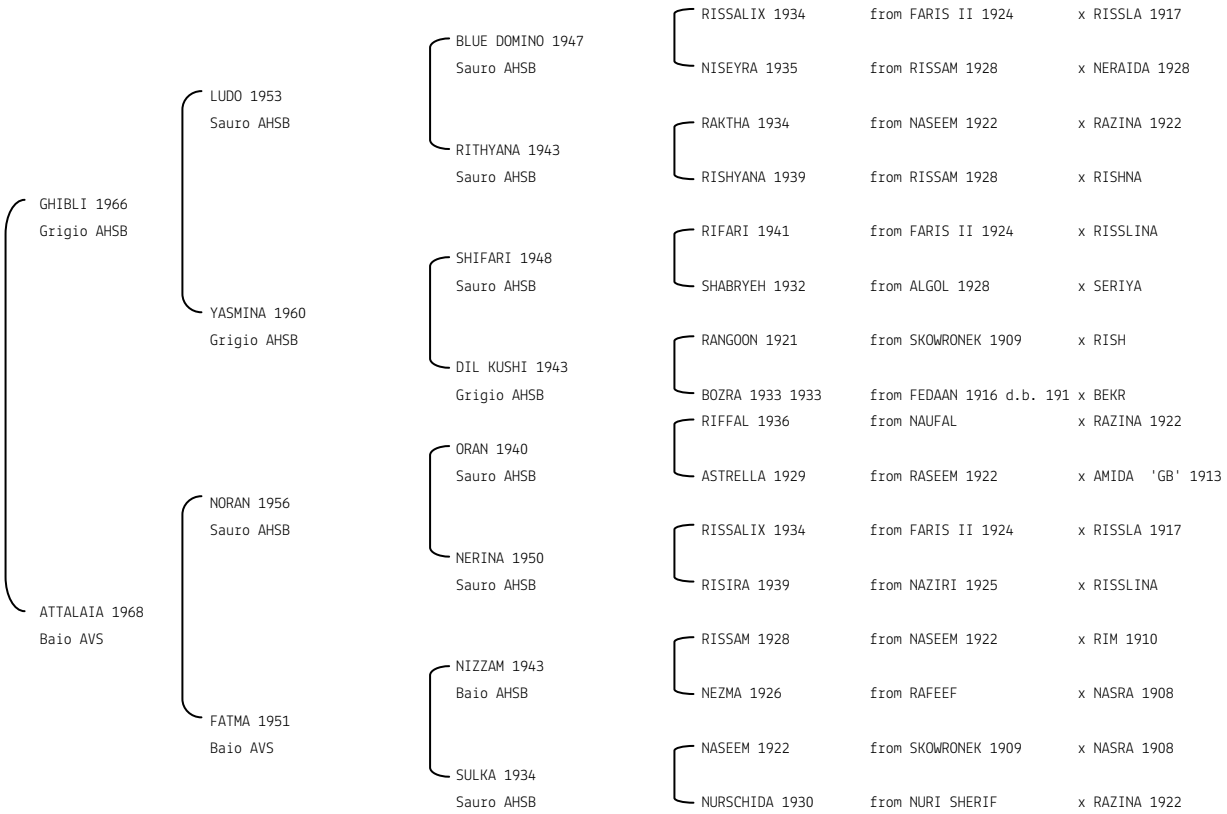 RISSALIX 1934 from FARIS II 1924 x RISSLA 1917
BLUE DOMINO 1947
Sauro AHSB NISEYRA 1935 from RISSAM 1928 x NERAIDA 1928
LUDO 1953
Sauro AHSB RAKTHA 1934 from NASEEM 1922 x RAZINA 1922
RITHYANA 1943
Sauro AHSB RISHYANA 1939 from RISSAM 1928 x RISHNA
GHIBLI 1966
Grigio AHSB RIFARI 1941 from FARIS II 1924 x RISSLINA
SHIFARI 1948
Sauro AHSB SHABRYEH 1932 from ALGOL 1928 x SERIYA
YASMINA 1960
Grigio AHSB RANGOON 1921 from SKOWRONEK 1909 x RISH
DIL KUSHI 1943
Grigio AHSB BOZRA 1933 1933 from FEDAAN 1916 d.b. 191 x BEKR
RIFFAL 1936 from NAUFAL x RAZINA 1922
ORAN 1940
Sauro AHSB ASTRELLA 1929 from RASEEM 1922 x AMIDA 'GB' 1913
NORAN 1956
Sauro AHSB RISSALIX 1934 from FARIS II 1924 x RISSLA 1917
NERINA 1950
Sauro AHSB RISIRA 1939 from NAZIRI 1925 x RISSLINA
ATTALAIA 1968
Baio AVS RISSAM 1928 from NASEEM 1922 x RIM 1910
NIZZAM 1943
Baio AHSB NEZMA 1926 from RAFEEF x NASRA 1908
FATMA 1951
Baio AVS NASEEM 1922 from SKOWRONEK 1909 x NASRA 1908
SULKA 1934
Sauro AHSB NURSCHIDA 1930 from NURI SHERIF x RAZINA 1922